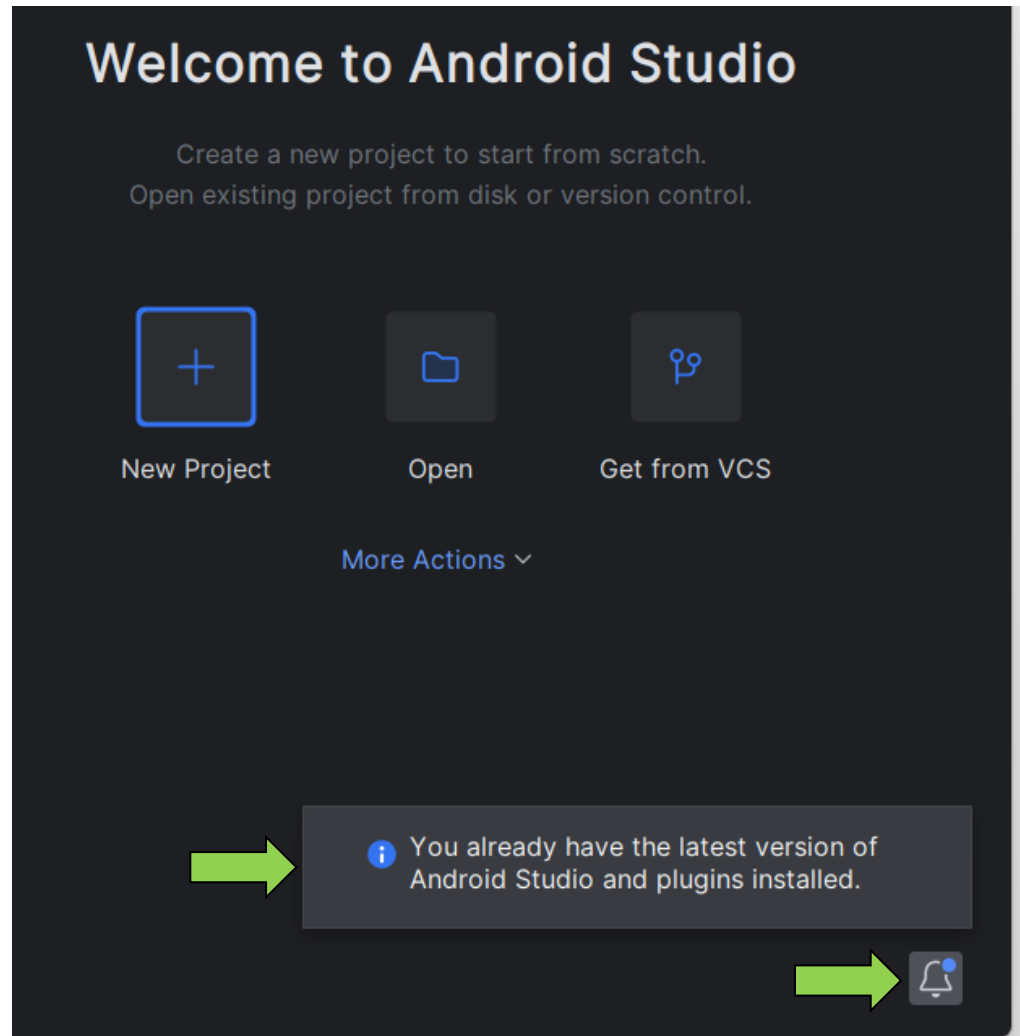 Welcome to Android Studio
Create a new project to start from scratch.
Open existing project from disk or version control.
New Project
Open
Get from VCS
More Actions
You already have the latest version of
Android Studio and plugins installed.